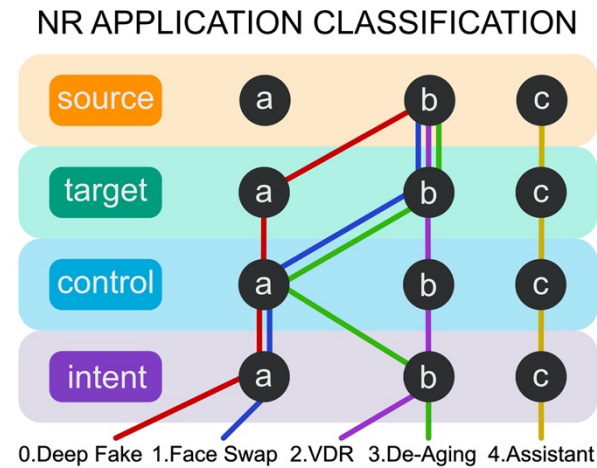 NR APPLICATION CLASSIFICATION
source a b c
target a b c
control a b c
intent a b c
0.Deep Fake 1.Face Swap 2.VDR 3.De-Aging 4.Assistant